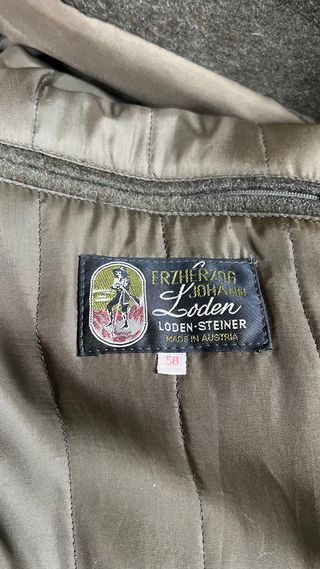 ERZHERZOG
JOHANN
Loden
LODEN-STEINER
MADE IN AUSTRIA
58